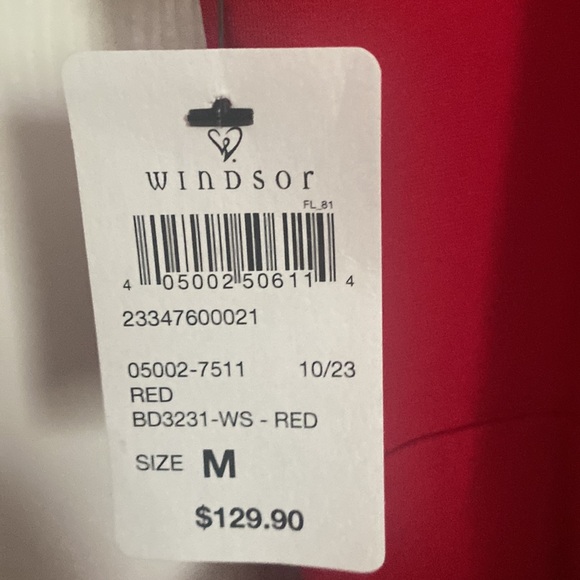 WINDSOR
FL_81
4 05002 50611 4
23347600021
05002-7511 10/23
RED
BD3231-WS - RED
SIZE M
$129.90